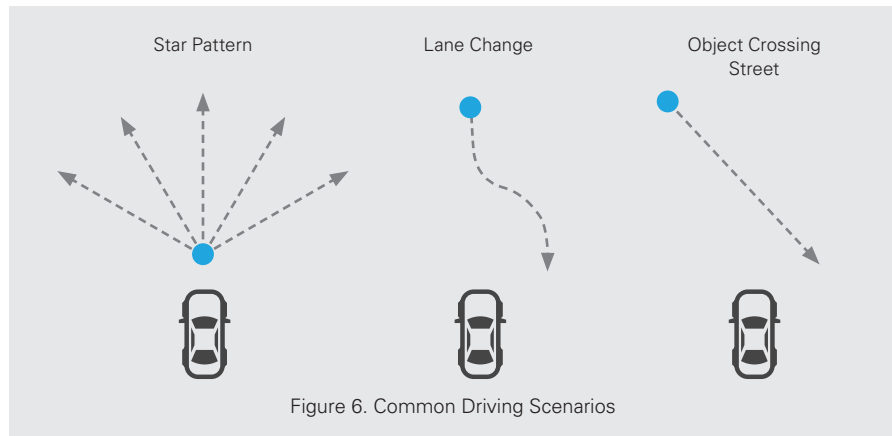 Star Pattern
Lane Change
Object Crossing
Street
Figure 6. Common Driving Scenarios